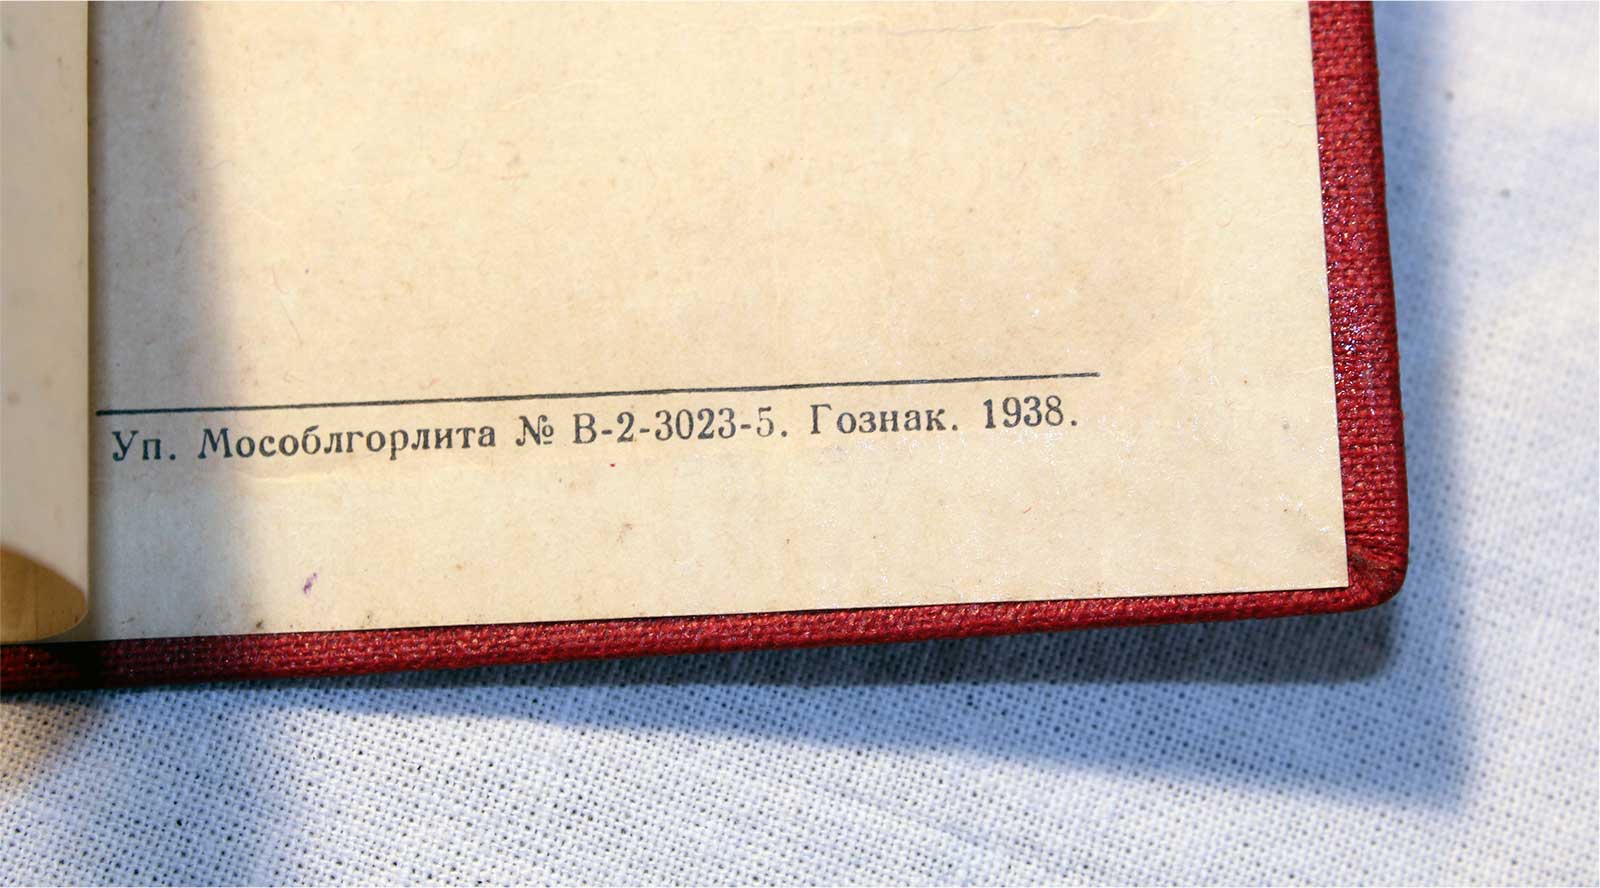 Уп. Мособлгорлита № В-2-3023-5. Гознак. 1938.